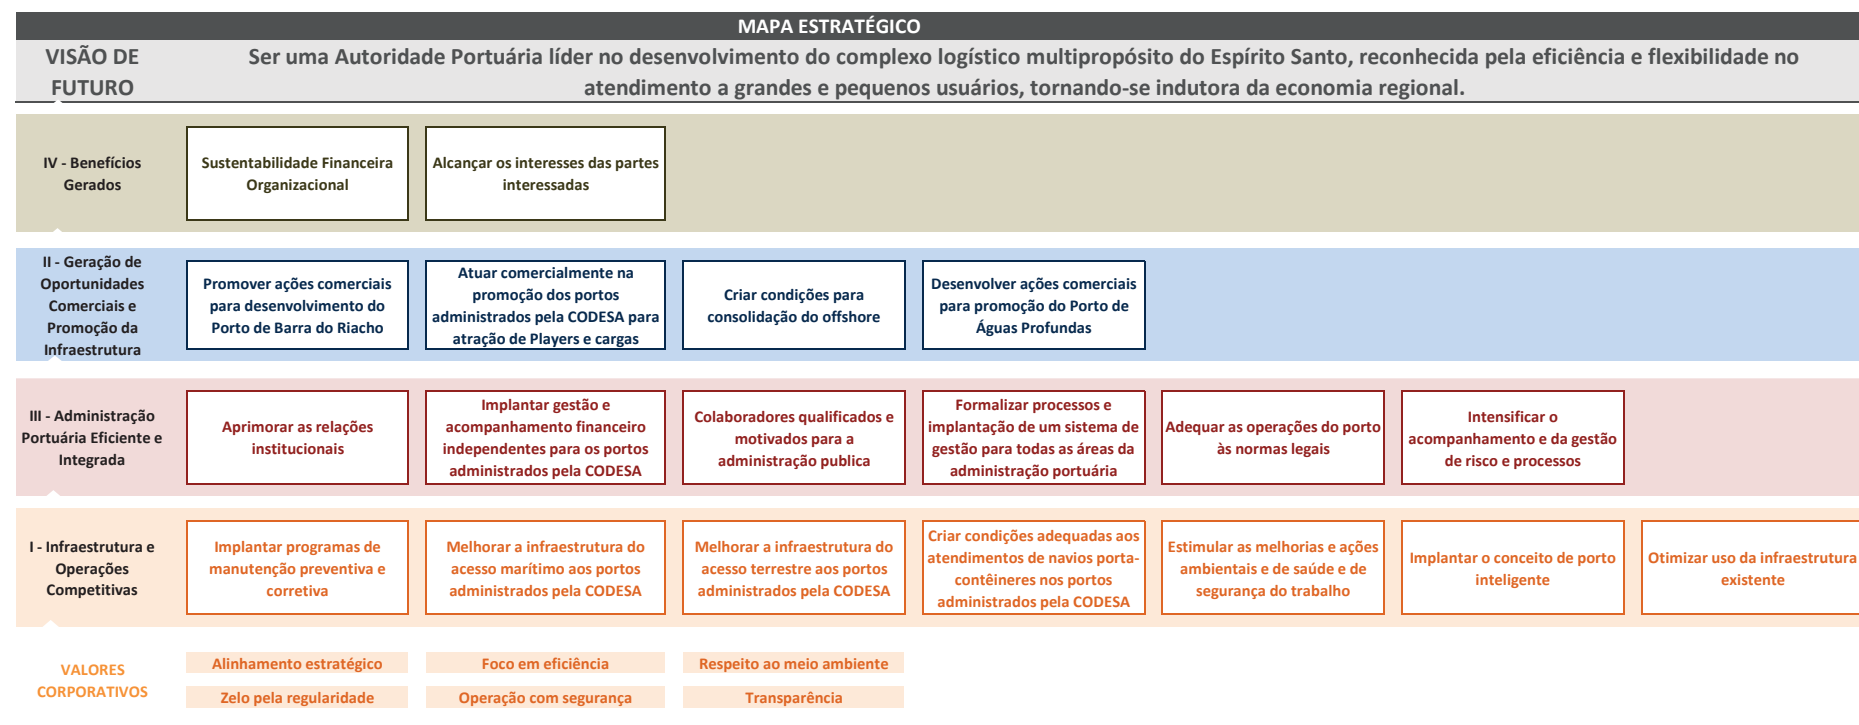 MAPA ESTRATÉGICO
VISÃO DE
FUTURO
Ser uma Autoridade Portuária líder no desenvolvimento do complexo logístico multipropósito do Espírito Santo, reconhecida pela eficiência e flexibilidade no
atendimento a grandes e pequenos usuários, tornando-se indutora da economia regional.
IV - Benefícios
Gerados
Sustentabilidade Financeira
Organizacional
Alcançar os interesses das partes
interessadas
II - Geração de
Oportunidades
Comerciais e
Promoção da
Infraestrutura
Promover ações comerciais
para desenvolvimento do
Porto de Barra do Riacho
Atuar comercialmente na
promoção dos portos
administrados pela CODESA para
atração de Players e cargas
Criar condições para
consolidação do offshore
Desenvolver ações comerciais
para promoção do Porto de
Águas Profundas
III - Administração
Portuária Eficiente e
Integrada
Aprimorar as relações
institucionais
Implantar gestão e
acompanhamento financeiro
independentes para os portos
administrados pela CODESA
Colaboradores qualificados e
motivados para a
administração publica
Formalizar processos e
implantação de um sistema de
gestão para todas as áreas da
administração portuária
Adequar as operações do porto
às normas legais
Intensificar o
acompanhamento e da gestão
de risco e processos
I - Infraestrutura e
Operações
Competitivas
Implantar programas de
manutenção preventiva e
corretiva
Melhorar a infraestrutura do
acesso marítimo aos portos
administrados pela CODESA
Melhorar a infraestrutura do
acesso terrestre aos portos
administrados pela CODESA
Criar condições adequadas aos
atendimentos de navios porta-
contêineres nos portos
administrados pela CODESA
Estimular as melhorias e ações
ambientais e de saúde e de
segurança do trabalho
Implantar o conceito de porto
inteligente
Otimizar uso da infraestrutura
existente
VALORES
CORPORATIVOS
Alinhamento estratégico
Foco em eficiência
Respeito ao meio ambiente
Zelo pela regularidade
Operação com segurança
Transparência